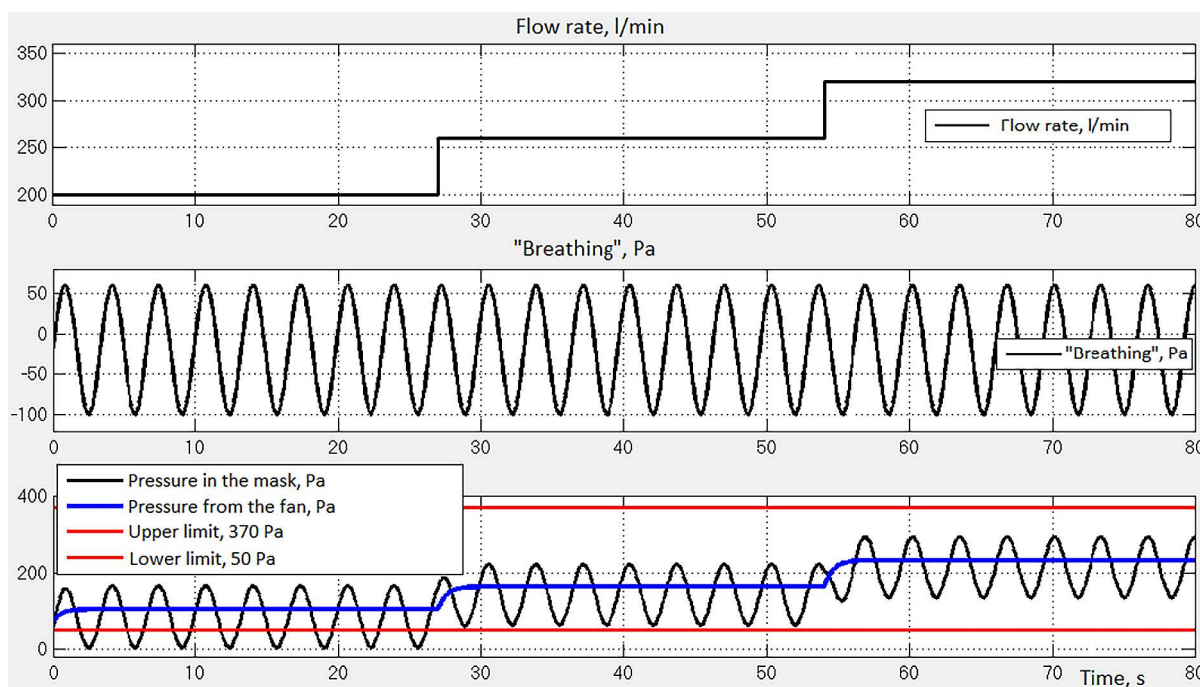 Flow rate, l/min
350
300
250
200
Flow rate, l/min
0 10 20 30 40 50 60 70 80
"Breathing", Pa
50
0
-50
-100
"Breathing", Pa
0 10 20 30 40 50 60 70 80
400
200
0
Pressure in the mask, Pa
Pressure from the fan, Pa
Upper limit, 370 Pa
Lower limit, 50 Pa
0 10 20 30 40 50 60 70 80
Time, s